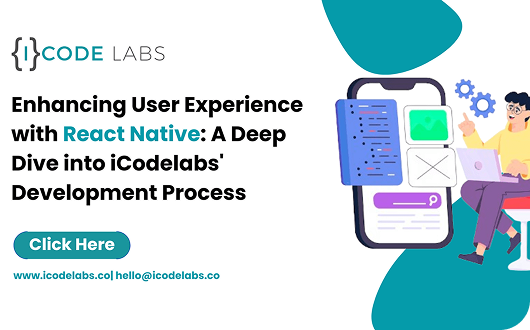 {I}CODE LABS
Enhancing User Experience
with React Native: A Deep
Dive into iCodelabs'
Development Process
Click Here
www.icodelabs.co| hello@icodelabs.co